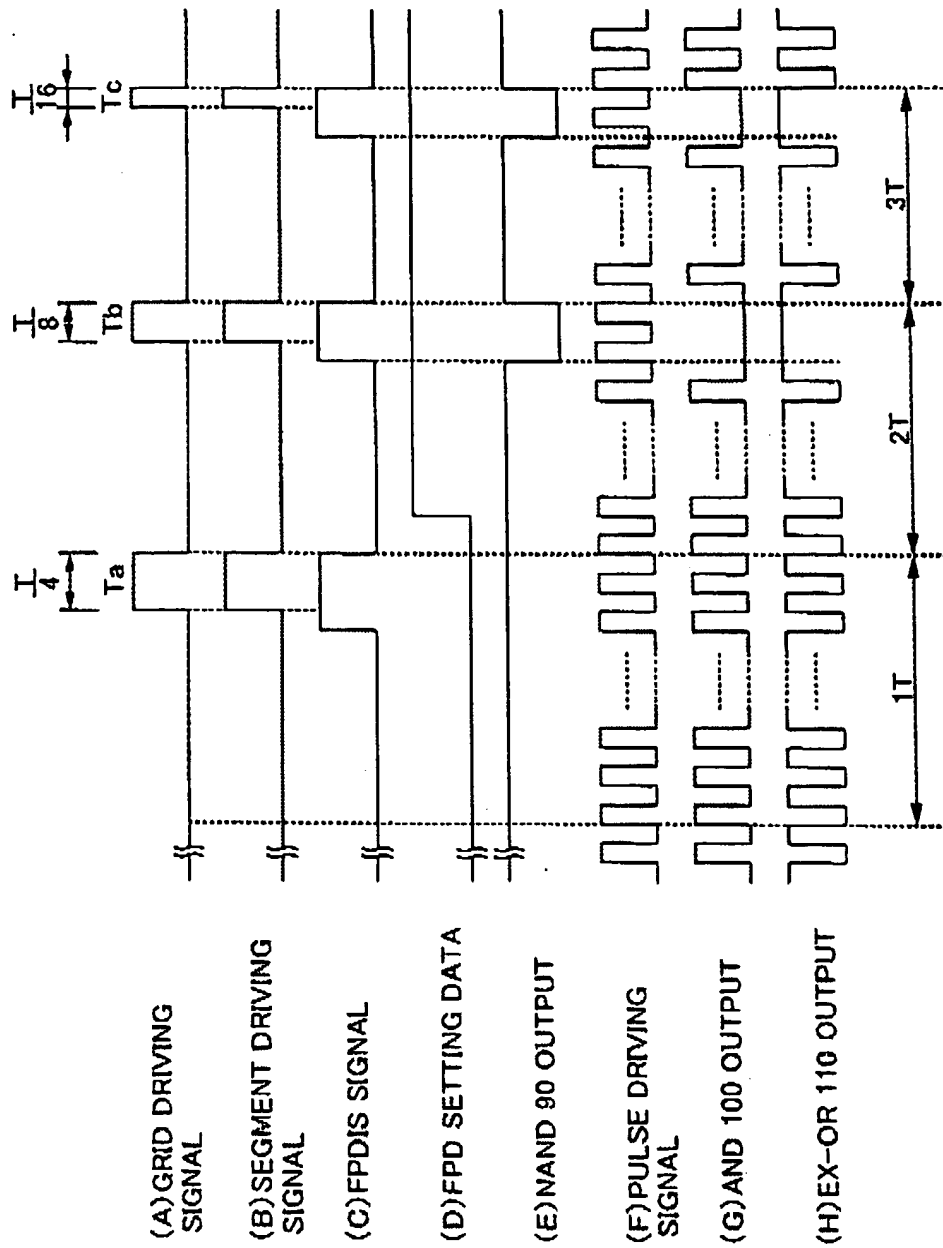 T
4
Ta
T
8
Tb
T
16
Tc
(A)GRID DRIVING
SIGNAL
(B)SEGMENT DRIVING
SIGNAL
(C)FPDIS SIGNAL
(D)FPD SETTING DATA
(E)NAND 90 OUTPUT
(F)PULSE DRIVING
SIGNAL
(G)AND 100 OUTPUT
(H)EX-OR 110 OUTPUT
1T
2T
3T